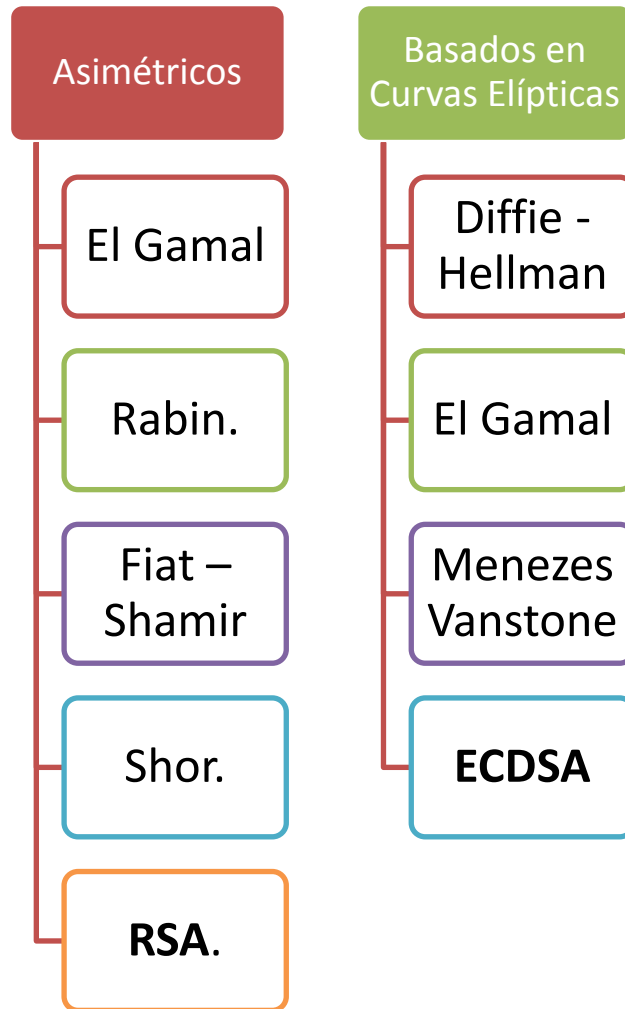 Asimétricos
El Gamal
Rabin.
Fiat –
Shamir
Shor.
RSA.
Basados en
Curvas Elípticas
Diffie -
Hellman
El Gamal
Menezes
Vanstone
ECDSA